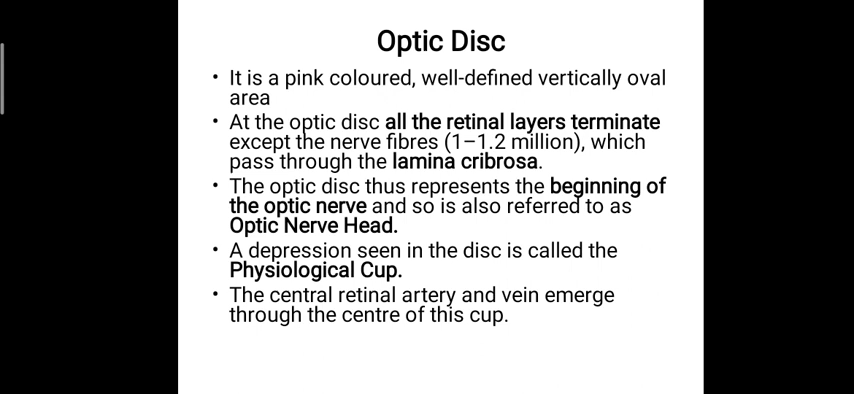 Optic Disc
• It is a pink coloured, well-defined vertically oval
area
• At the optic disc all the retinal layers terminate
except the nerve fibres (1–1.2 million), which
pass through the lamina cribrosa.
• The optic disc thus represents the beginning of
the optic nerve and so is also referred to as
Optic Nerve Head.
• A depression seen in the disc is called the
Physiological Cup.
• The central retinal artery and vein emerge
through the centre of this cup.